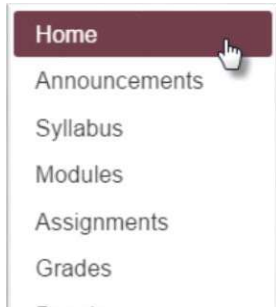 Home
Announcements
Syllabus
Modules
Assignments
Grades